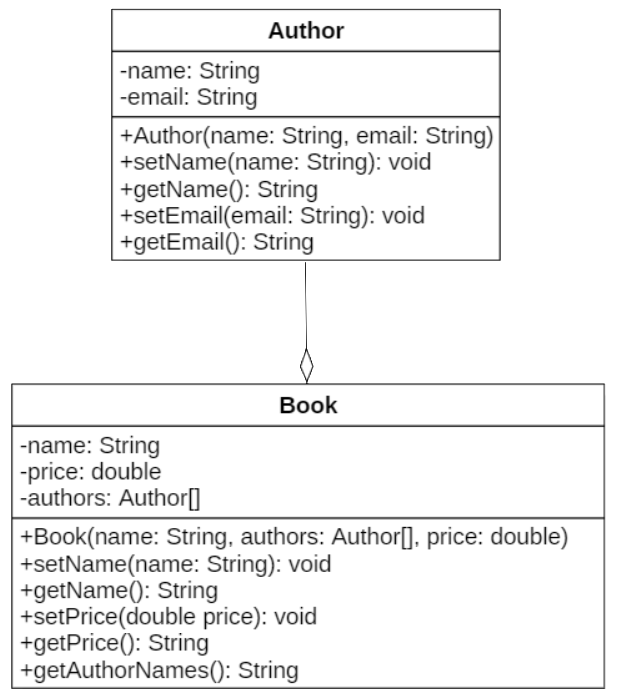 Author
-name: String
-email: String
+Author(name: String, email: String)
+setName(name: String): void
+getName(): String
+setEmail(email: String): void
+getEmail(): String
Book
-name: String
-price: double
-authors: Author[]
+Book(name: String, authors: Author[], price: double)
+setName(name: String): void
+getName(): String
+setPrice(double price): void
+getPrice(): String
+getAuthorNames(): String